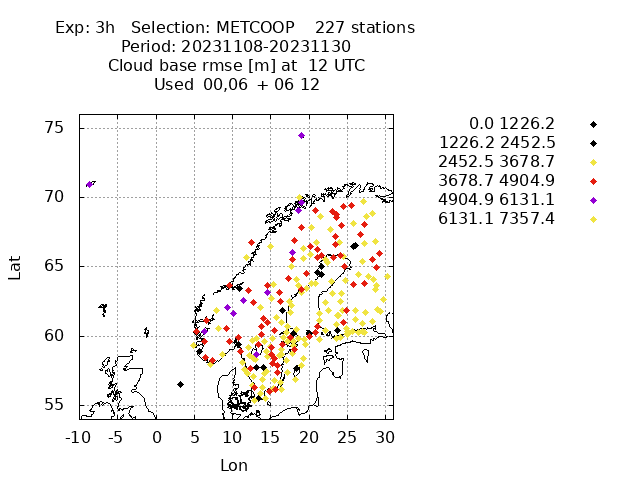 Exp: 3h Selection: METCOOP 227 stations
Period: 20231108-20231130
Cloud base rmse [m] at 12 UTC
Used 00,06 + 06 12
0.0 1226.2
1226.2 2452.5
2452.5 3678.7
3678.7 4904.9
4904.9 6131.1
6131.1 7357.4
75
70
65
60
55
Lat
-10 -5 0 5 10 15 20 25 30
Lon